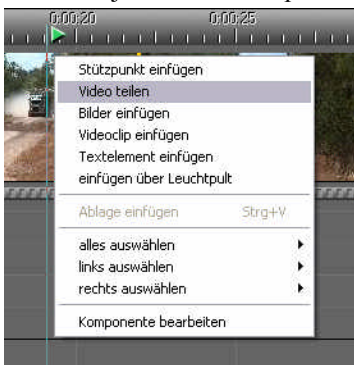 0:00:20 0:00:25
Stützpunkt einfügen
Video teilen
Bilder einfügen
Videoclip einfügen
Textelement einfügen
einfügen über Leuchtpult
Ablage einfügen Strg+V
alles auswählen
links auswählen
rechts auswählen
Komponente bearbeiten